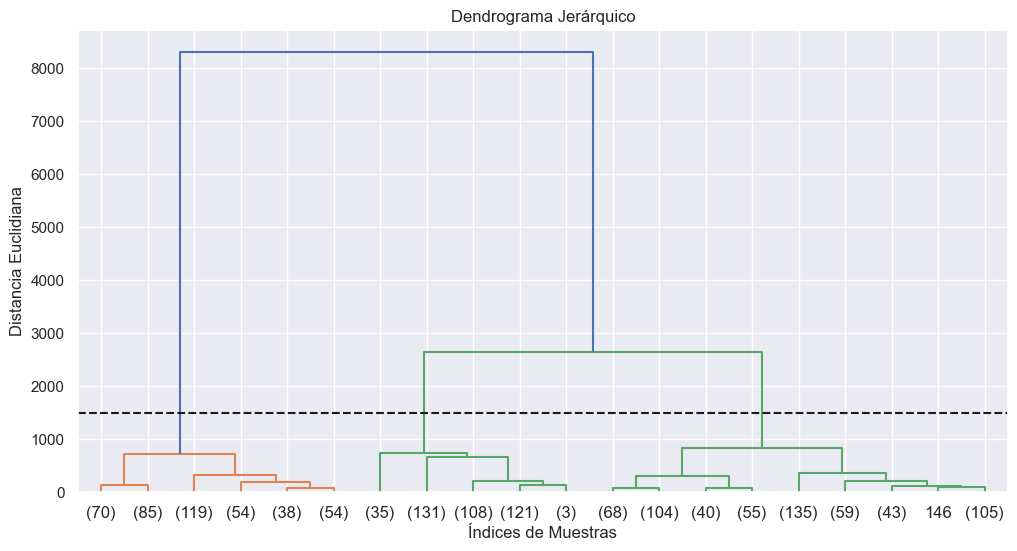 Dendrograma Jerárquico
Distancia Euclidiana
8000
7000
6000
5000
4000
3000
2000
1000
0
(70) (85) (119) (54) (38) (54) (35) (131) (108) (121) (3) (68) (104) (40) (55) (135) (59) (43) 146 (105)
Índices de Muestras